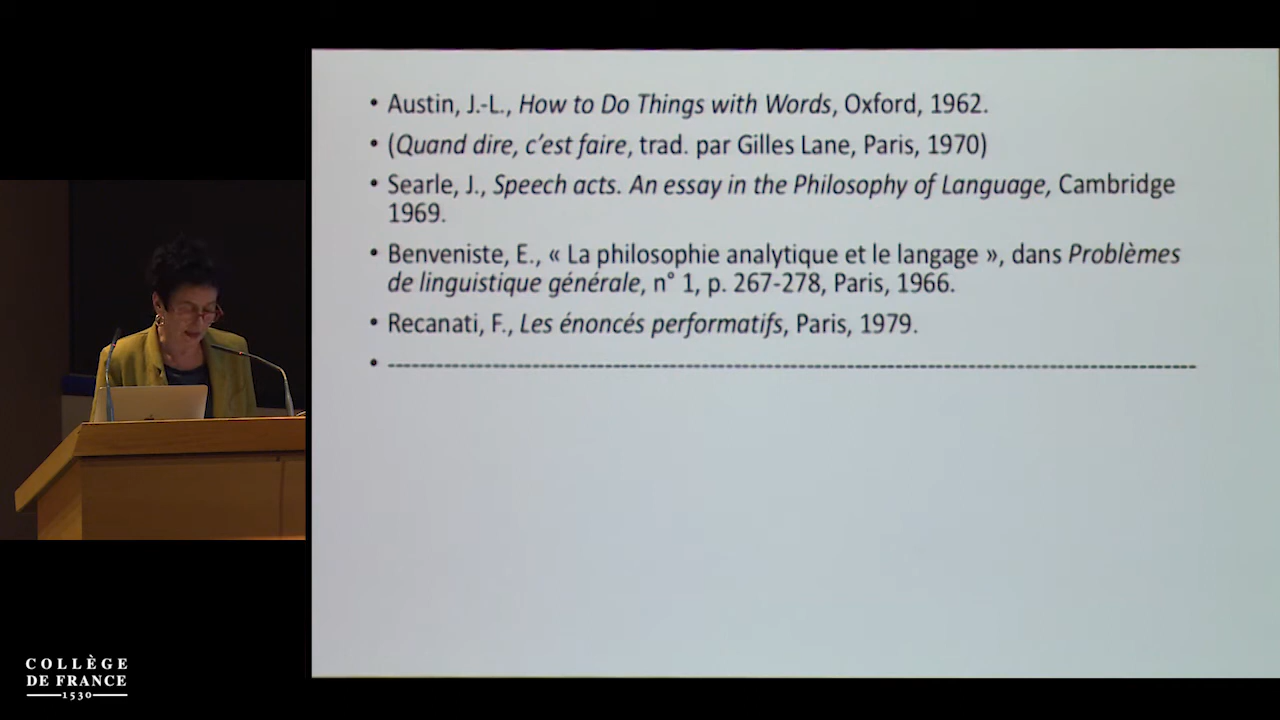 • Austin, J.-L., How to Do Things with Words, Oxford, 1962.
• (Quand dire, c'est faire, trad. par Gilles Lane, Paris, 1970)
• Searle, J., Speech acts. An essay in the Philosophy of Language, Cambridge
1969.
• Benveniste, E., « La philosophie analytique et le langage », dans Problèmes
de linguistique générale, n° 1, p. 267-278, Paris, 1966.
• Recanati, F., Les énoncés performatifs, Paris, 1979.
COLLÈGE
DE FRANCE
1530